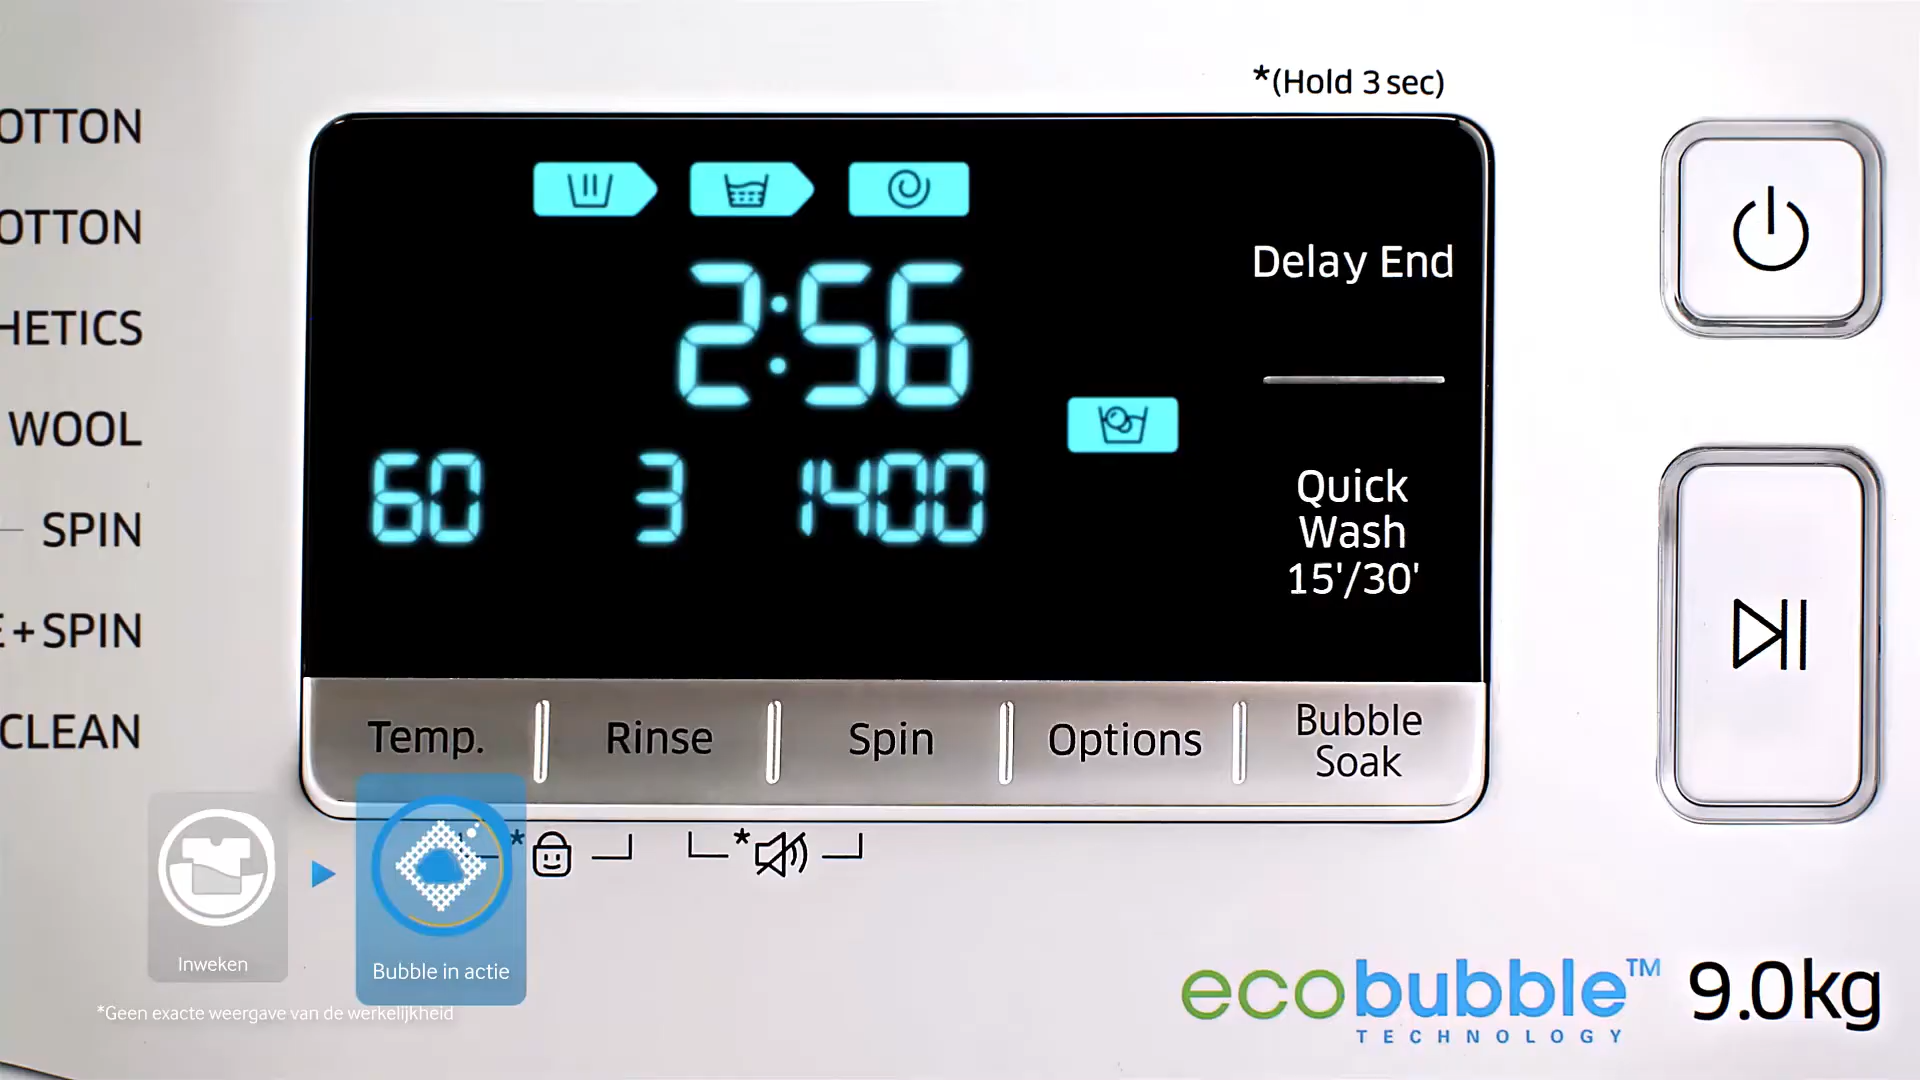 *(Hold 3 sec)
OTTON
OTTON
HETICS
WOOL
SPIN
E+SPIN
CLEAN
2:56
60 3 1400
Delay End
Quick
Wash
15'/30'
Temp. Rinse Spin Options Bubble
Soak
* *
Inweken
Bubble in actie
*Geen exacte weergave van de werkelijkheid
ecobubble™ 9.0kg
TECHNOLOGY